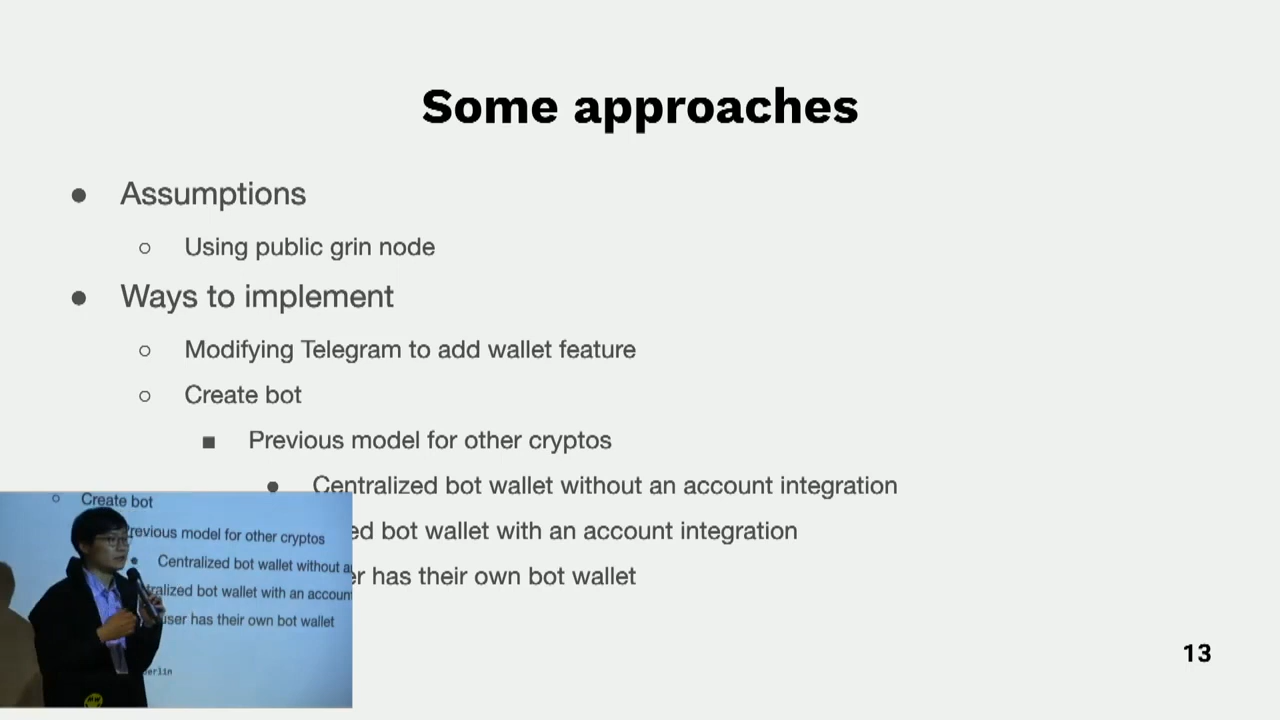 Some approaches
● Assumptions
○ Using public grin node
● Ways to implement
○ Modifying Telegram to add wallet feature
○ Create bot
■ Previous model for other cryptos
● Centralized bot wallet without an account integration
ed bot wallet with an account integration
er has their own bot wallet
○ Create bot
revious model for other cryptos
● Centralized bot wallet without a
ralized bot wallet with an accoun
user has their own bot wallet
erlin
13